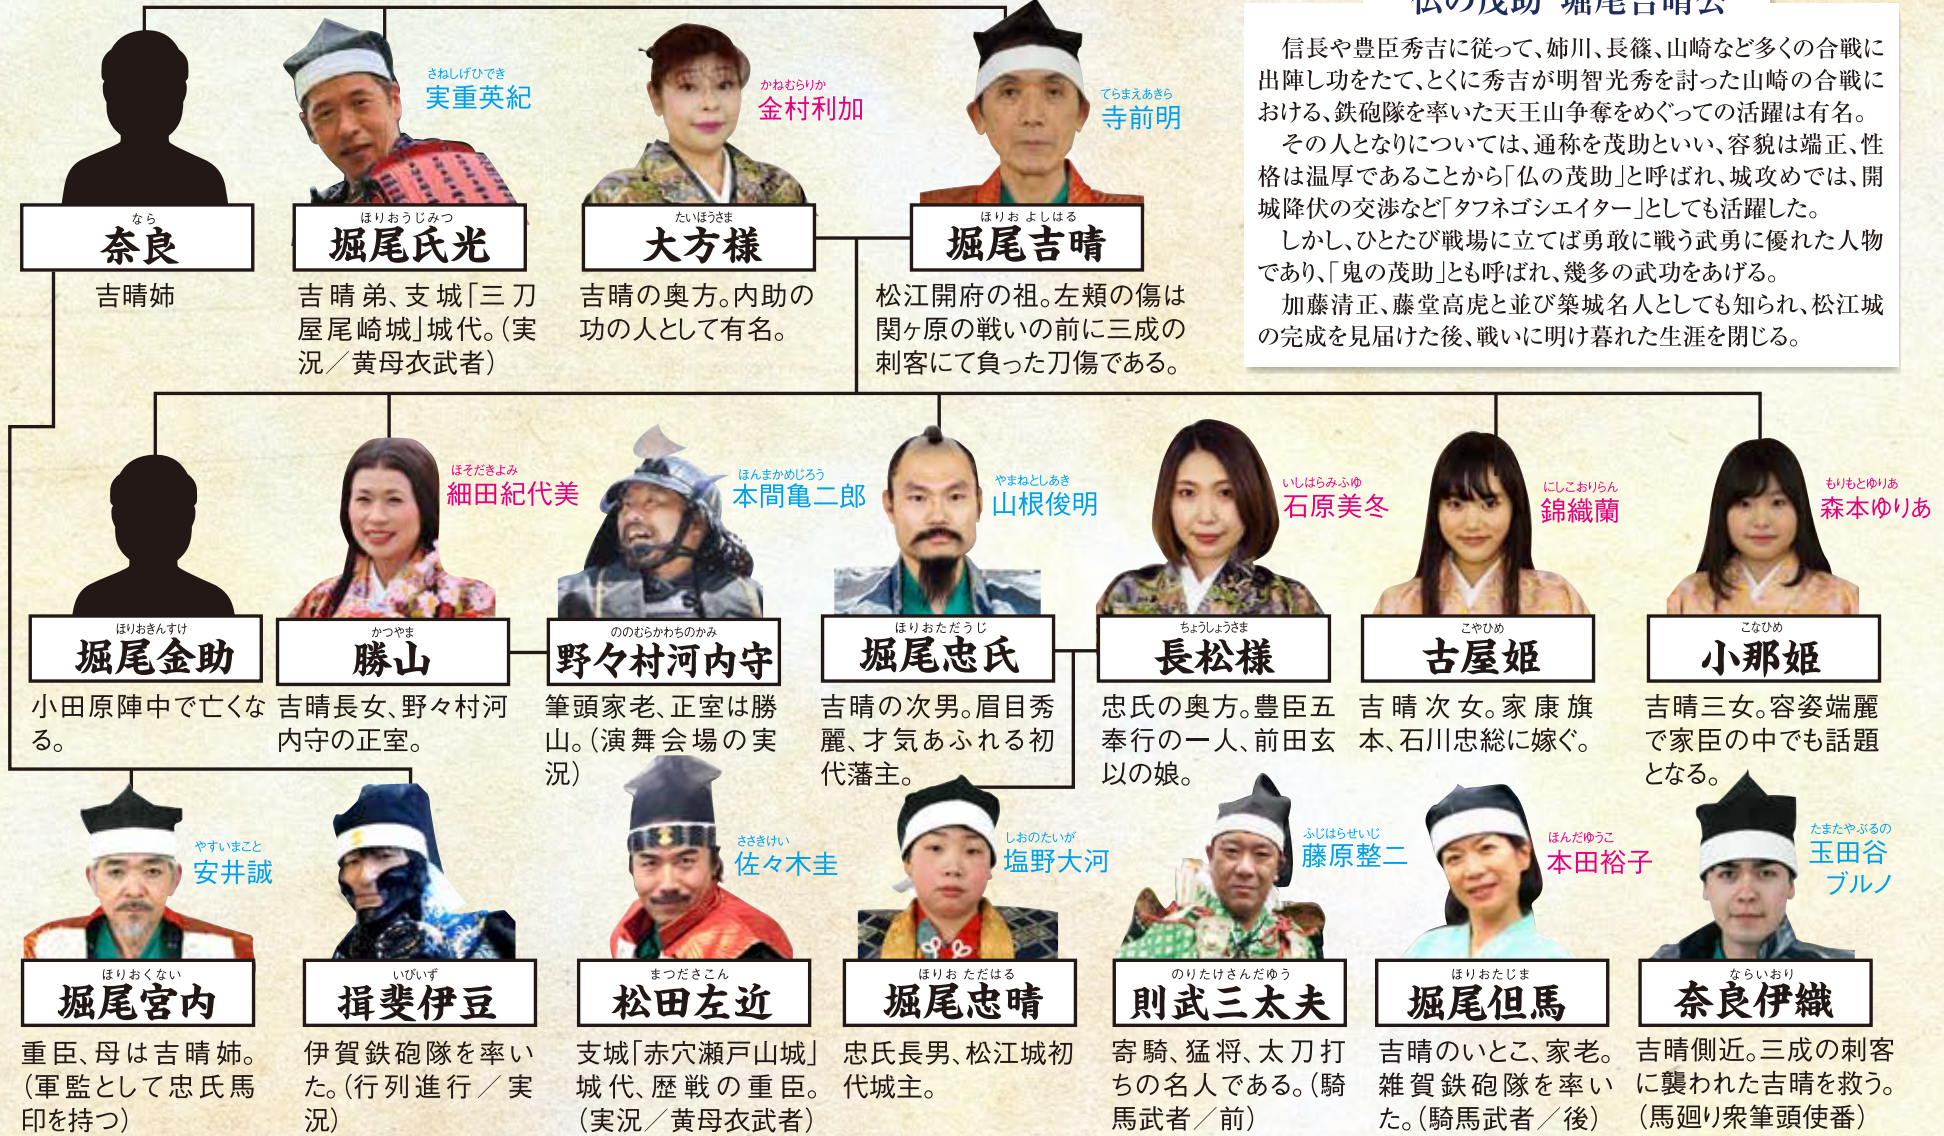 仏の茂助 堀尾吉晴公
信長や豊臣秀吉に従って、姉川、長篠、山崎など多くの合戦に
出陣し功をたて、とくに秀吉が明智光秀を討った山崎の合戦に
おける、鉄砲隊を率いた天王山争奪をめぐっての活躍は有名。
その人となりについては、通称を茂助といい、容貌は端正、性
格は温厚であることから「仏の茂助」と呼ばれ、城攻めでは、開
城降伏の交渉など「タフネゴシエイター」としても活躍した。
しかし、ひとたび戦場に立てば勇敢に戦う武勇に優れた人物
であり、「鬼の茂助」とも呼ばれ、幾多の武功をあげる。
加藤清正、藤堂高虎と並び築城名人としても知られ、松江城
の完成を見届けた後、戦いに明け暮れた生涯を閉じる。
なら
奈良
吉晴姉
さねしげひでき
実重英紀
ほりおうじみつ
堀尾氏光
吉晴弟、支城「三刀
屋尾崎城」城代。（実
況／黄母衣武者）
かねむらりか
金村利加
たいほうさま
大方様
吉晴の奥方。内助の
功の人として有名。
てらまえあきら
寺前明
ほりお よしはる
堀尾吉晴
松江開府の祖。左頬の傷は
関ヶ原の戦いの前に三成の
刺客にて負った刀傷である。
ほりおきんすけ
堀尾金助
小田原陣中で亡くな
る。
ほそだきよみ
細田紀代美
かつやま
勝山
吉晴長女、野々村河
内守の正室。
ほんまかめじろう
本間亀二郎
ののむらかわちのかみ
野々村河内守
筆頭家老、正室は勝
山。（演舞会場の実
況）
やまねとしあき
山根俊明
ほりおただうじ
堀尾忠氏
吉晴の次男。眉目秀
麗、才気あふれる初
代藩主。
いしはらみふゆ
石原美冬
ちょうしょうさま
長松様
忠氏の奥方。豊臣五
奉行の一人、前田玄
以の娘。
にしこおりらん
錦織蘭
こやひめ
古屋姫
吉晴次女。家康旗
本、石川忠総に嫁ぐ。
もりもとゆりあ
森本ゆりあ
こなひめ
小那姫
吉晴三女。容姿端麗
で家臣の中でも話題
となる。
やすいまこと
安井誠
ほりおくない
堀尾宮内
重臣、母は吉晴姉。
（軍監として忠氏馬
印を持つ）
いびいず
揖斐伊豆
伊賀鉄砲隊を率い
た。（行列進行／実
況）
ささきけい
佐々木圭
まつださこん
松田左近
支城「赤穴瀬戸山城」
城代、歴戦の重臣。
（実況／黄母衣武者）
しおのたいが
塩野大河
ほりお ただはる
堀尾忠晴
忠氏長男、松江城初
代城主。
ふじはらせいじ
藤原整二
のりたけさんだゆう
則武三太夫
寄騎、猛将、太刀打
ちの名人である。（騎
馬武者／前）
ほんだゆうこ
本田裕子
ほりおたじま
堀尾但馬
吉晴のいとこ、家老。
雑賀鉄砲隊を率い
た。（騎馬武者／後）
たまたやぶるの
玉田谷
ブルノ
ならいおり
奈良伊織
吉晴側近。三成の刺客
に襲われた吉晴を救う。
（馬廻り衆筆頭使番）